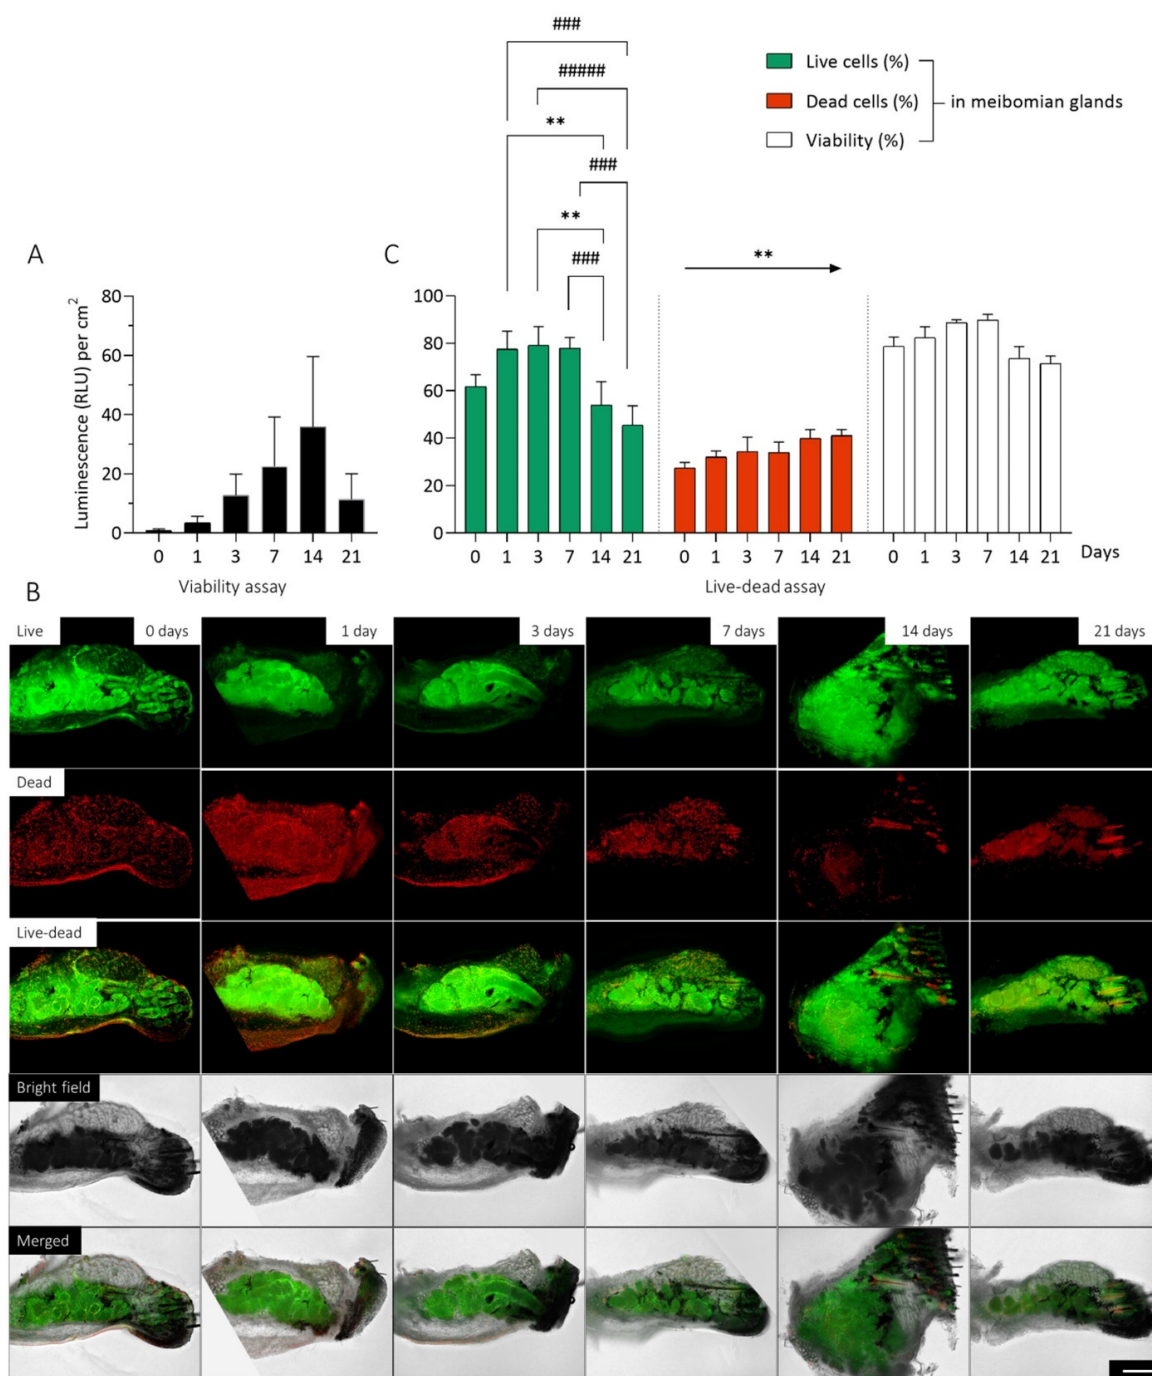 ###
#####
**
###
**
###
Live cells (%)
Dead cells (%)
Viability (%)
in meibomian glands
A
Luminescence (RLU) per cm2
80
60
40
20
0
0 1 3 7 14 21
Viability assay
C
**
100
80
60
40
20
0
0 1 3 7 14 21 0 1 3 7 14 21 0 1 3 7 14 21 Days
Live-dead assay
B
Live 0 days 1 day 3 days 7 days 14 days 21 days
Dead
Live-dead
Bright field
Merged